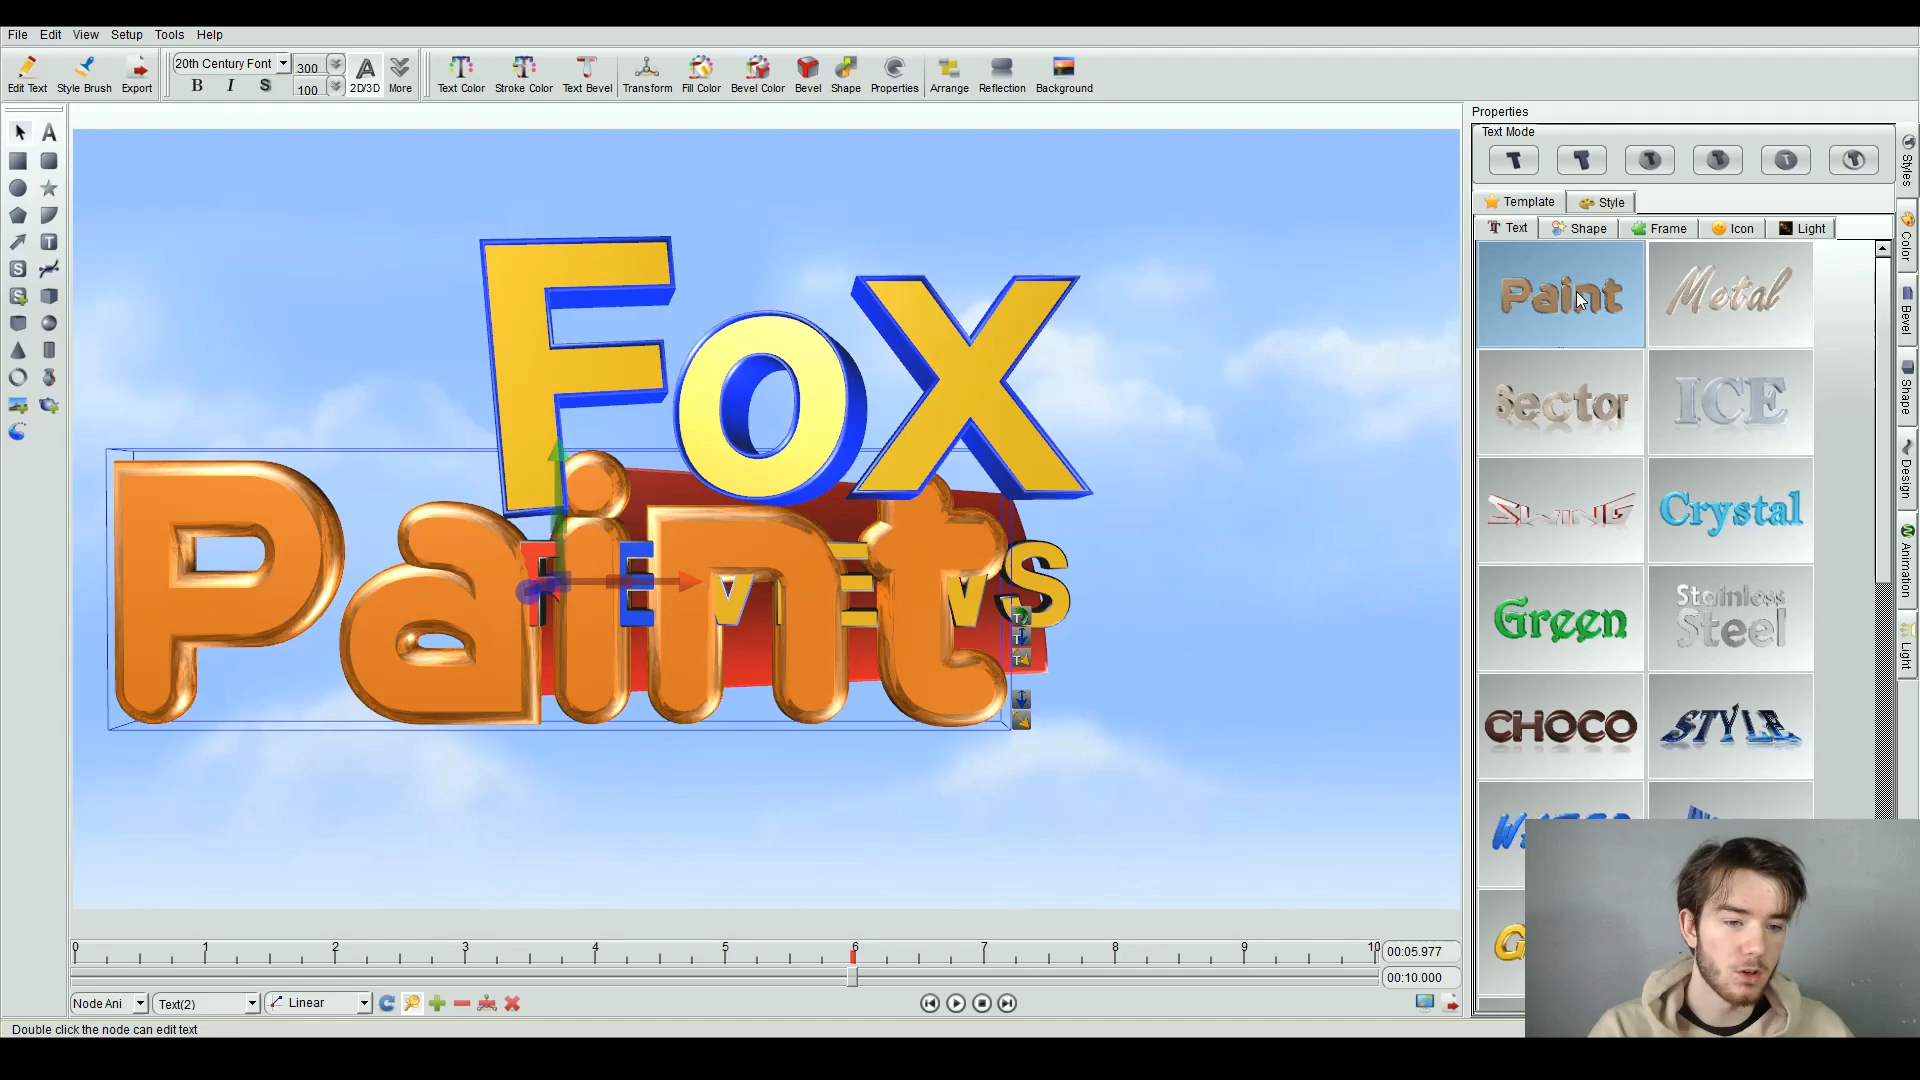 File Edit View Setup Tools Help
20th Century Font 300
B I S 100
Edit Text Style Brush Export 2D/3D More Text Color Stroke Color Text Bevel Transform Fill Color Bevel Color Bevel Shape Properties Arrange Reflection Background
Properties
Text Mode
Template Style
Text Shape Frame Icon Light
Paint Metal
Sector ICE
SWING Crystal
Green Stainless Steel
CHOCO STYLE
Styles
Color
Bevel
Shape
Design
Animation
Light
FoX
Paint
0 1 2 3 4 5 6 7 8 9 10
00:05.977
00:10.000
Node Ani Text(2) Linear
Double click the node can edit text